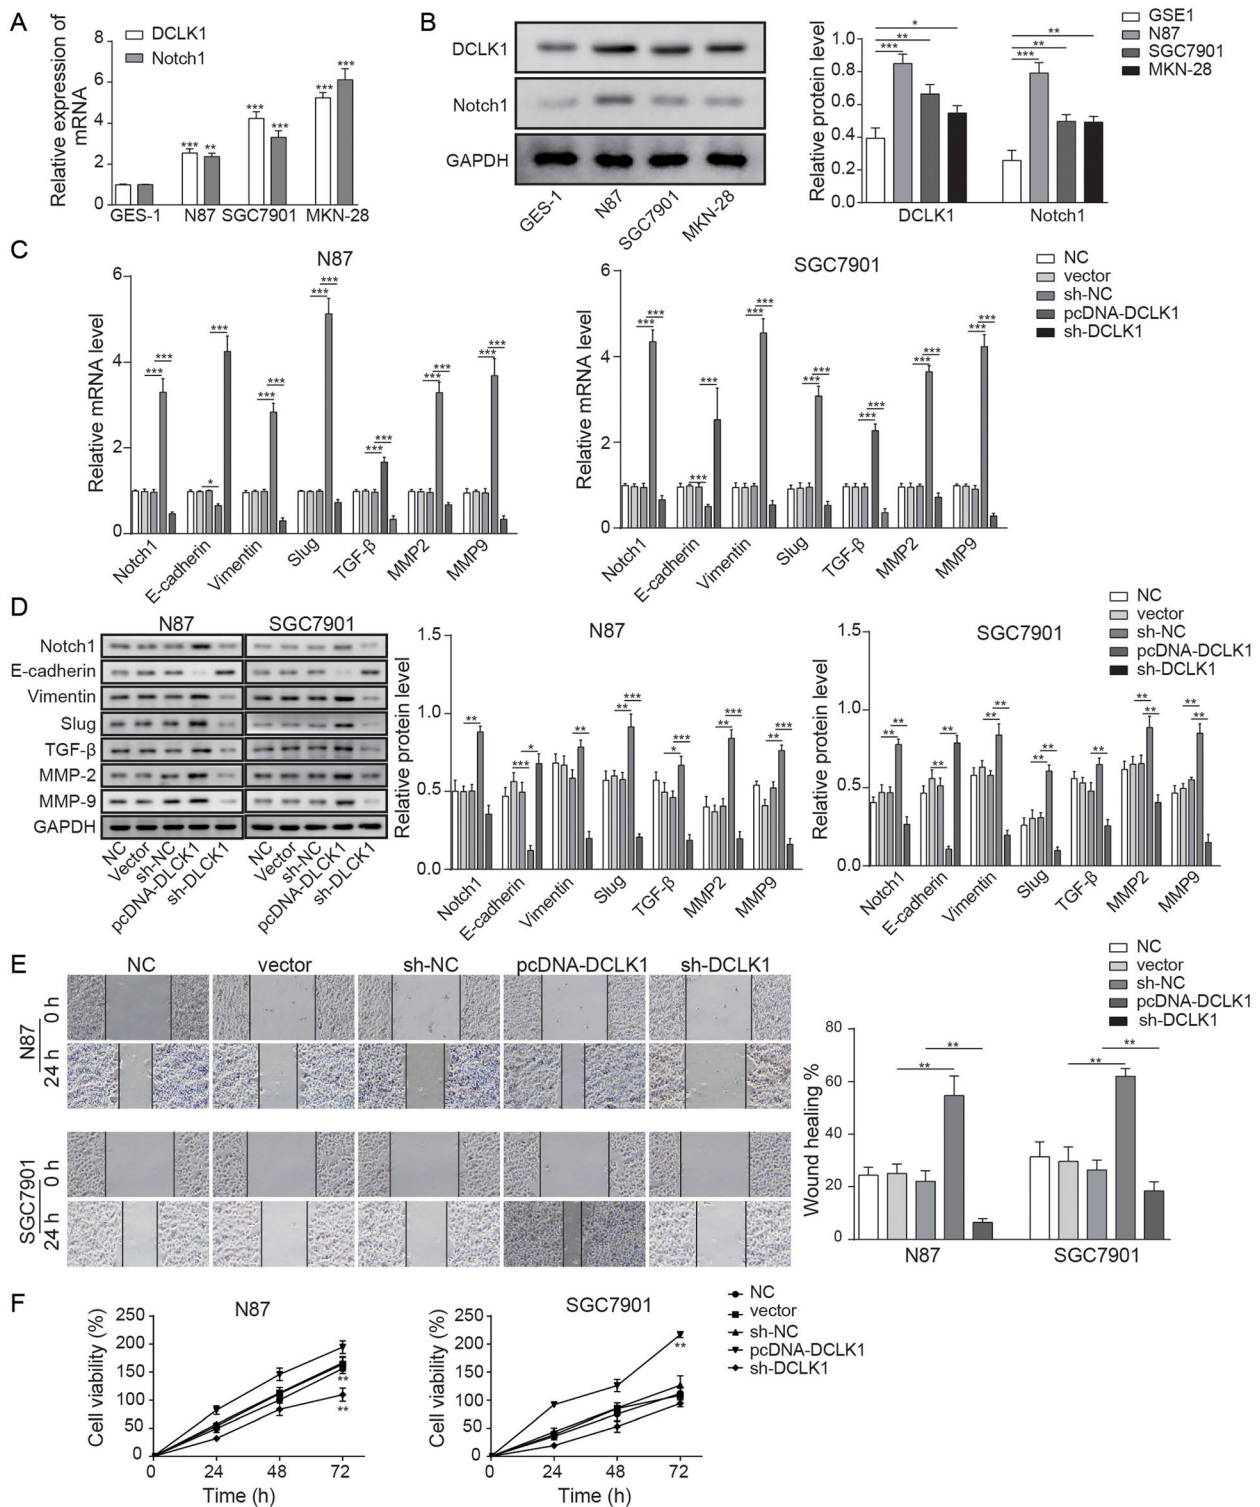 A
Relative expression of
mRNA
8
6
4
2
0
DCLK1
Notch1
*** **
*** ***
*** ***
GES-1 N87 SGC7901 MKN-28
B
DCLK1
Notch1
GAPDH
GES-1 N87 SGC7901 MKN-28
Relative protein level
1.0
0.8
0.6
0.4
0.2
0.0
*
**
***
**
**
***
DCLK1 Notch1
GSE1
N87
SGC7901
MKN-28
C
N87
Relative mRNA level
6
4
2
0
*** ***
* ***
*** ***
*** ***
*** ***
*** ***
*** ***
Notch1 E-cadherin Vimentin Slug TGF-β MMP2 MMP9
SGC7901
Relative mRNA level
6
4
2
0
*** ***
*** ***
*** ***
*** ***
*** ***
*** ***
*** ***
Notch1 E-cadherin Vimentin Slug TGF-β MMP2 MMP9
NC
vector
sh-NC
pcDNA-DCLK1
sh-DCLK1
D
N87 SGC7901
Notch1
E-cadherin
Vimentin
Slug
TGF-β
MMP-2
MMP-9
GAPDH
NC Vector sh-NC pcDNA-DLCK1 sh-DLCK1
NC Vector sh-NC pcDNA-DLCK1 sh-DLCK1
N87
Relative protein level
1.5
1.0
0.5
0.0
**
*** *
**
** ***
* ***
** ***
** ***
Notch1 E-cadherin Vimentin Slug TGF-β MMP2 MMP9
SGC7901
Relative protein level
1.5
1.0
0.5
0.0
** **
** **
** **
** **
**
** **
** **
Notch1 E-cadherin Vimentin Slug TGF-β MMP2 MMP9
NC
vector
sh-NC
pcDNA-DCLK1
sh-DCLK1
E
NC vector sh-NC pcDNA-DCLK1 sh-DCLK1
N87
0 h
24 h
SGC7901
0 h
24 h
Wound healing %
80
60
40
20
0
** **
** **
N87 SGC7901
NC
vector
sh-NC
pcDNA-DCLK1
sh-DCLK1
F
N87
Cell viability (%)
250
200
150
100
50
0
**
**
0 24 48 72
Time (h)
SGC7901
Cell viability (%)
250
200
150
100
50
0
**
0 24 48 72
Time (h)
NC
vector
sh-NC
pcDNA-DCLK1
sh-DCLK1